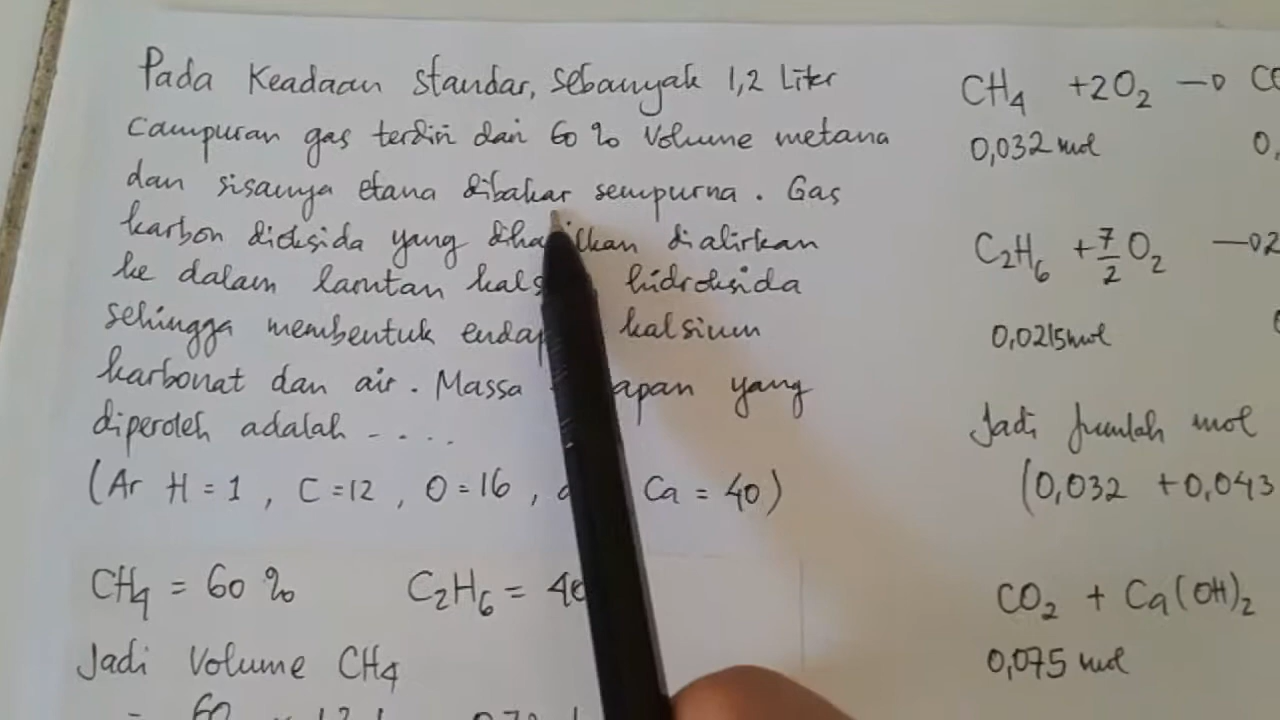 Pada Keadaan standar, sebanyak 1,2 Liter
campuran gas terdiri dari 60 % Volume metana
dan sisanya etana dibakar sempurna. Gas
karbon dioksida yang dihasilkan dialirkan
ke dalam larutan hidroksida
sehingga membentuk kalsium
karbonat dan air. Massa yang
diperoleh adalah - . . . .
(Ar H = 1 , C = 12 , O = 16 , Ca = 40)
CH4 = 60 % C2H6 =
Jadi Volume CH4
CH4 + 2O2 →
0,032 mol
C2H6 + 7/2 O2 → 2
0,0215 mol
Jadi Jumlah mol
(0,032 + 0,043
CO2 + Ca(OH)2
0,075 mol